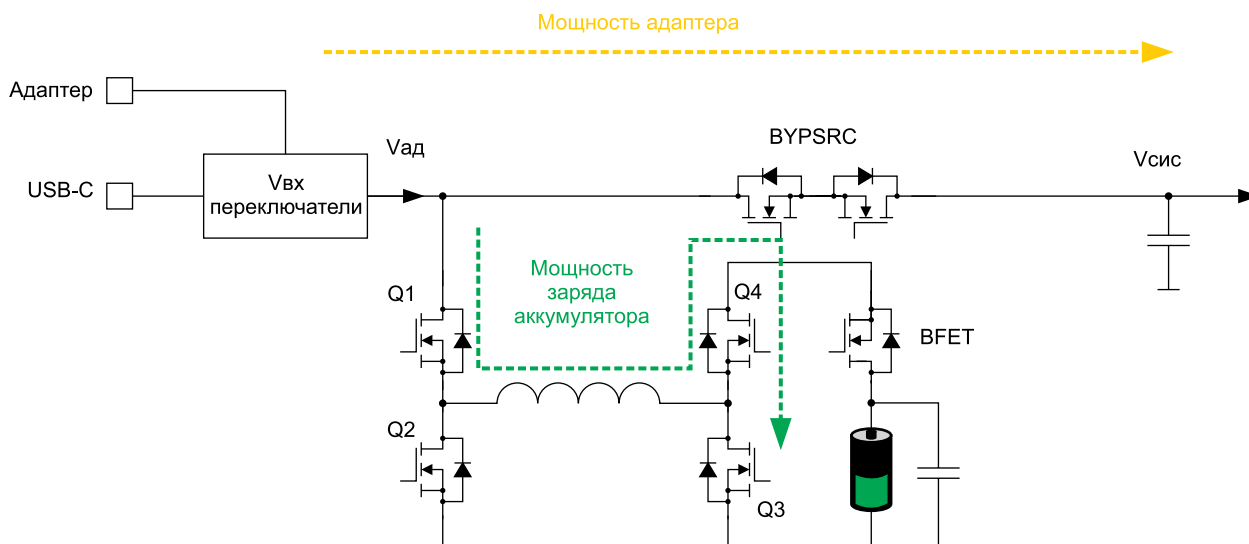 Мощность адаптера
Адаптер
USB-C
Vвх
переключатели
Vад
BYPSRC
Vсис
Мощность
заряда
аккумулятора
Q1
Q4
BFET
Q2
Q3